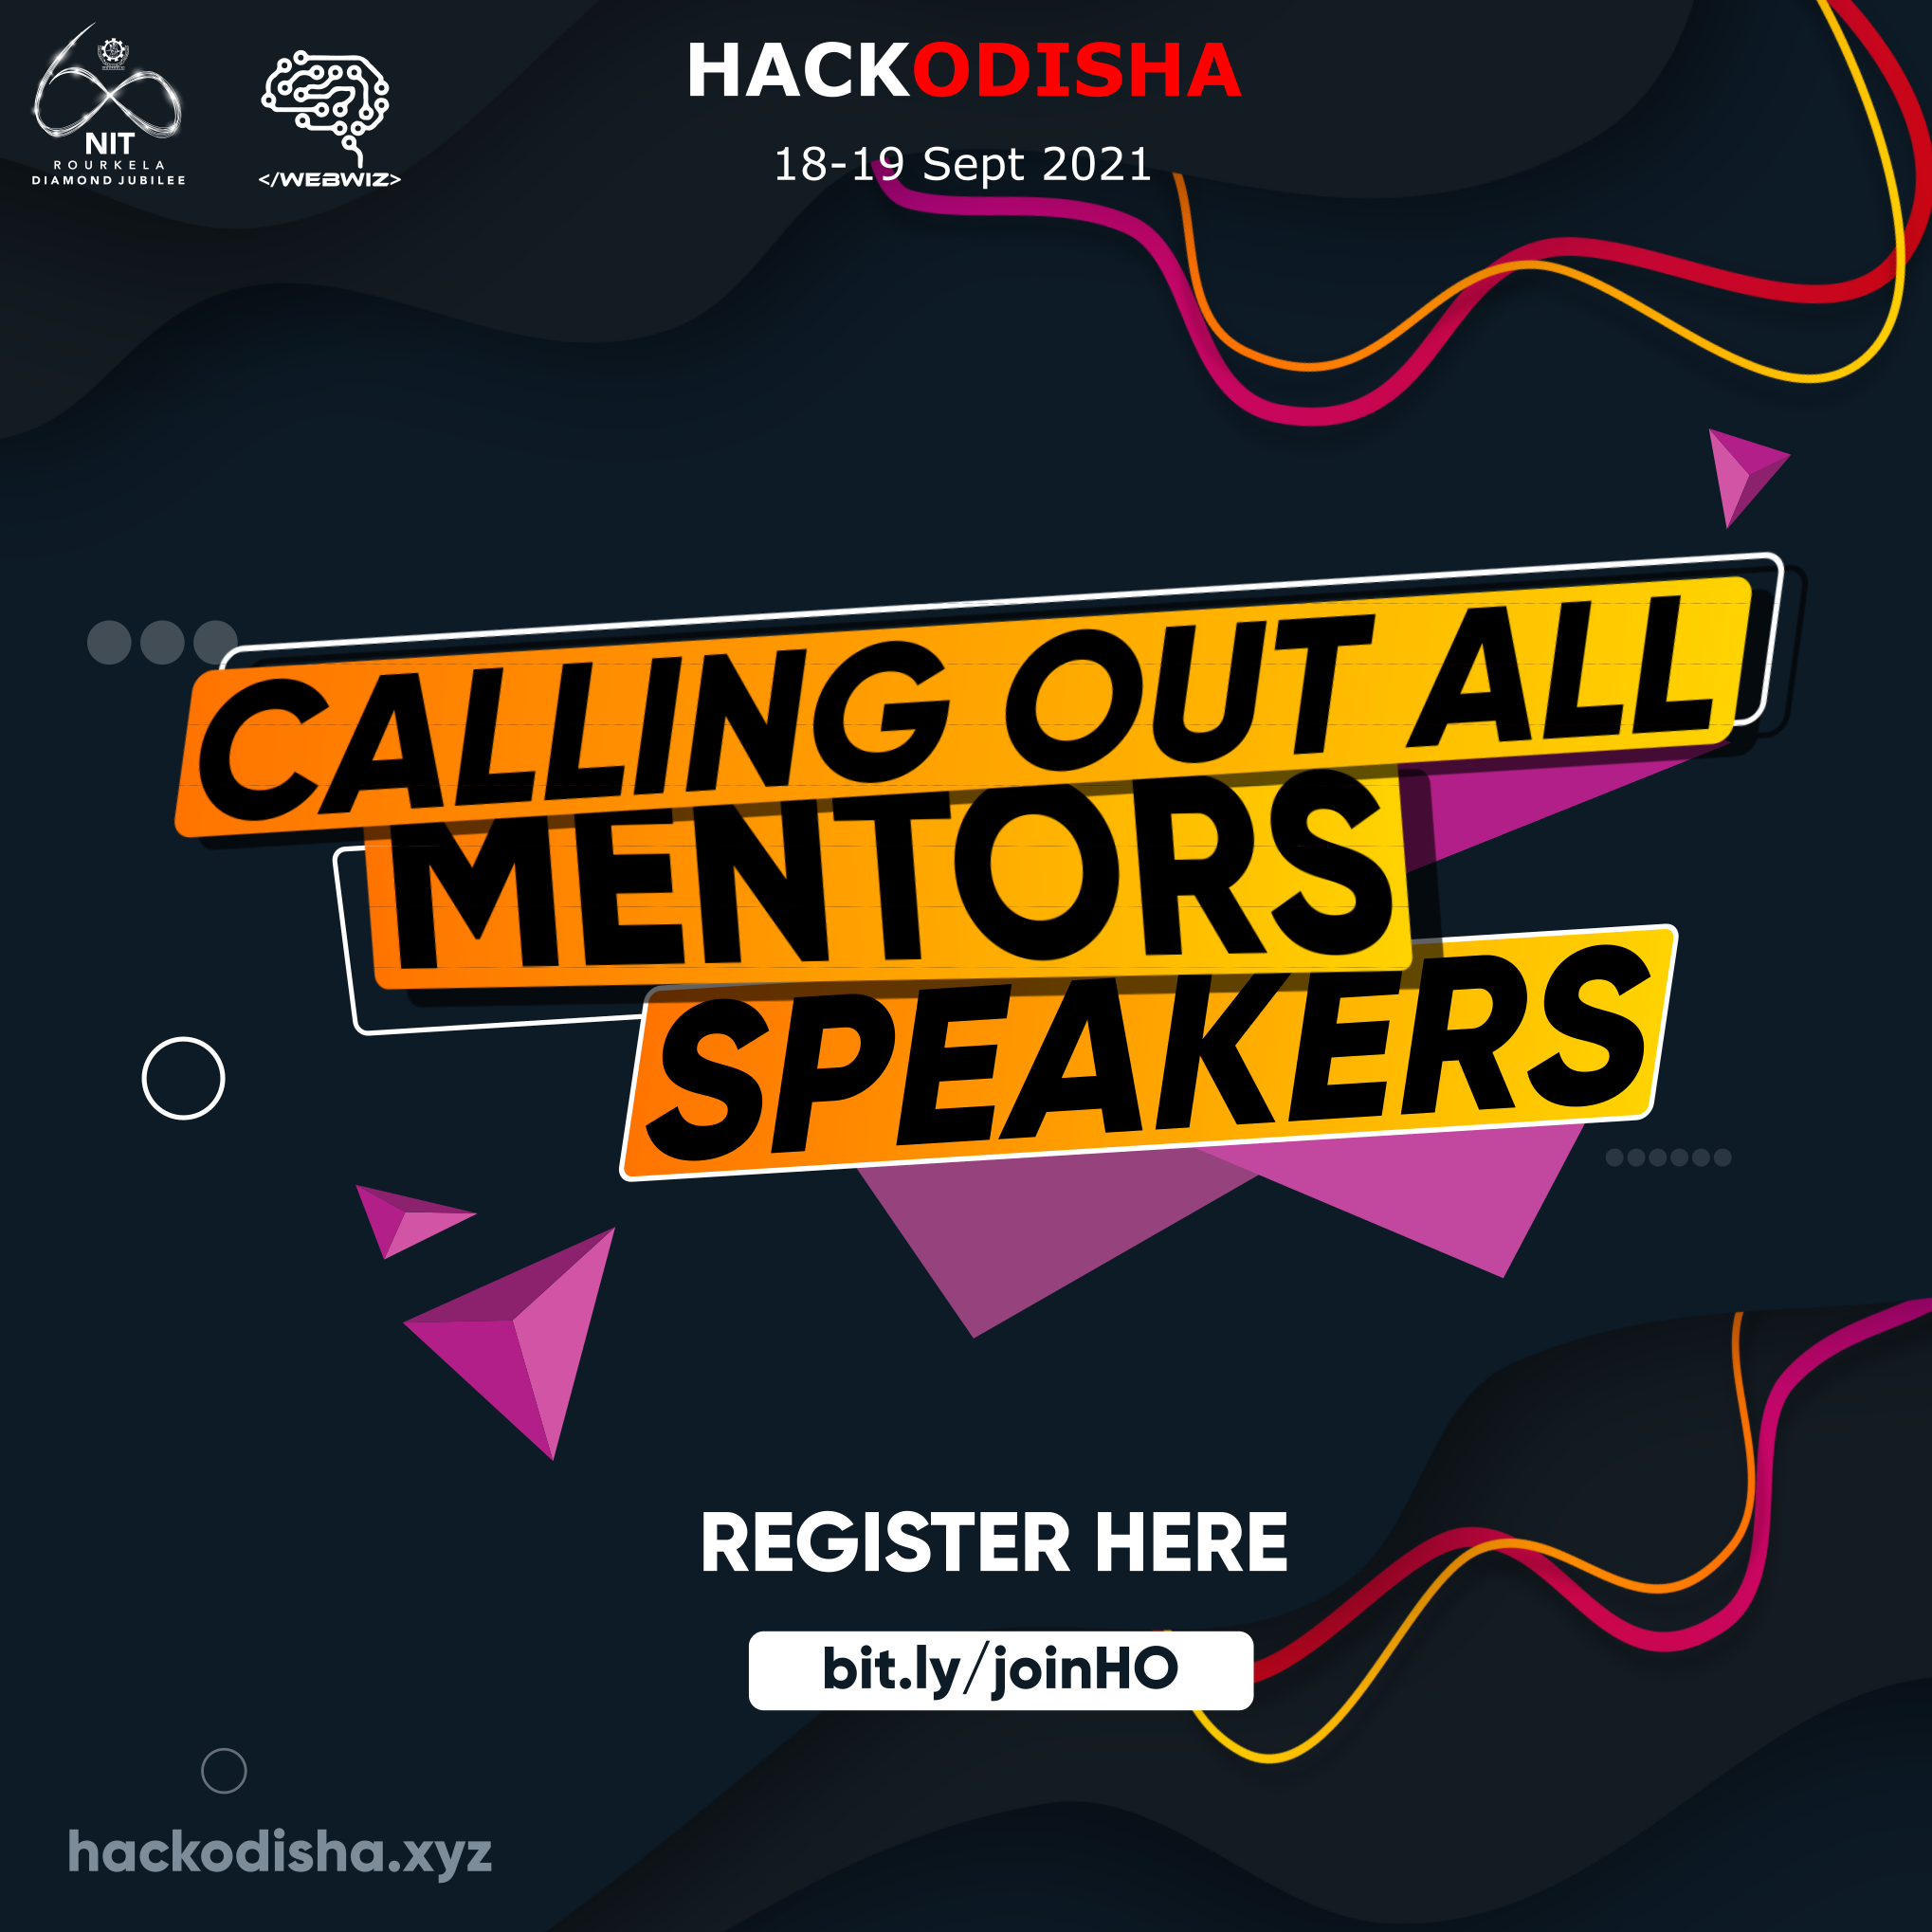 NIT
ROURKELA
DIAMOND JUBILEE
</WEBWIZ>
HACKODISHA
18-19 Sept 2021
CALLING OUT ALL
MENTORS
SPEAKERS
REGISTER HERE
bit.ly/joinHO
hackodisha.xyz